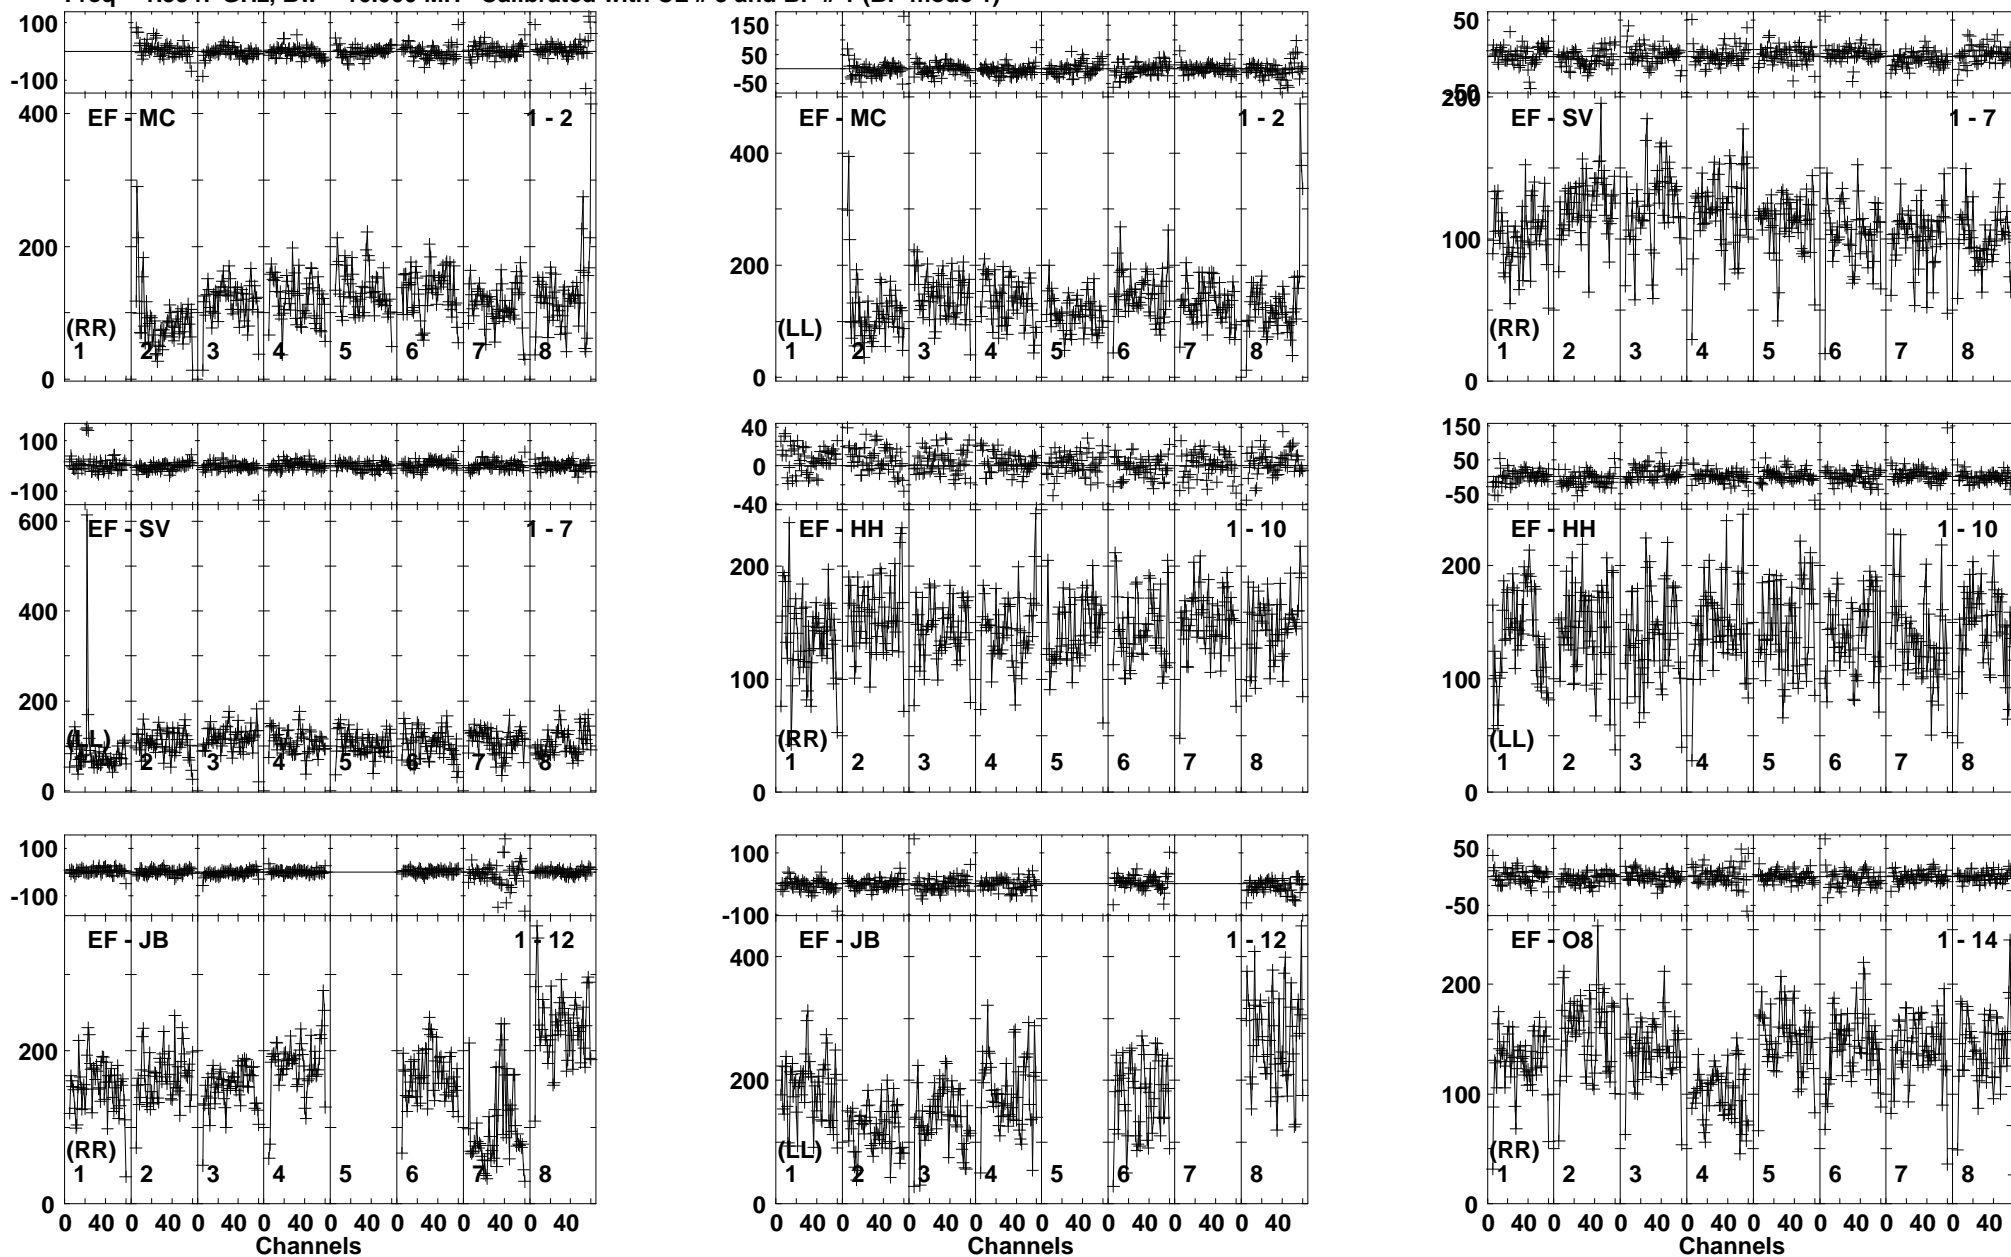 Calibrated with and (BP mode 1)
100 150 50
-100 50 -50 -50
400 EF - MC 1 - 2 EF - MC 1 - 2 200 EF - SV 1 - 7
400
200 200 100
(RR) (LL) (RR)
1 2 3 4 5 6 7 8 1 2 3 4 5 6 7 8 1 2 3 4 5 6 7 8
0 0 0
100 40 150
-100 0 -40 50 -50
600 EF - SV 1 - 7 EF - HH 1 - 10 EF - HH 1 - 10
400 200 200
200 100 100
(LL) (RR) (LL)
1 2 3 4 5 6 7 8 1 2 3 4 5 6 7 8 1 2 3 4 5 6 7 8
0 0 0
100 100 50
-100 -100 -50
EF - JB 1 - 12 EF - JB 1 - 12 EF - O8 1 - 14
400 200
200 200 100
(RR) (LL) (RR)
1 2 3 4 5 6 7 8 1 2 3 4 5 6 7 8 1 2 3 4 5 6 7 8
0 0 0
0 40 0 40 0 40 0 40 0 40 0 40 0 40 0 40 0 40 0 40 0 40 0 40 0 40 0 40 0 40 0 40 0 40 0 40 0 40 0 40 0 40 0 40 0 40 0 40
Channels Channels Channels